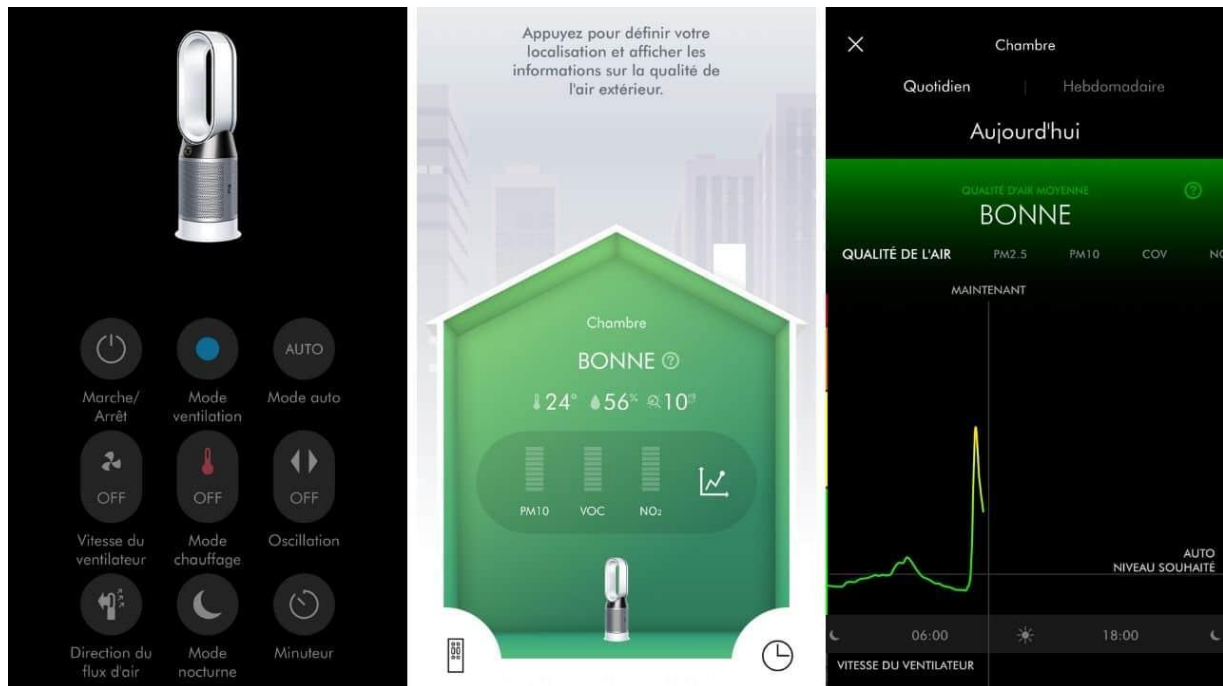 Marche/
Arrêt
Mode
ventilation
AUTO
Mode auto
OFF
Vitesse du
ventilateur
OFF
Mode
chauffage
OFF
Oscillation
Direction du
flux d'air
Mode
nocturne
Minuteur
Appuyez pour définir votre
localisation et afficher les
informations sur la qualité de
l'air extérieur.
Chambre
BONNE ?
24° 56% 10
PM10 VOC NO₂
Chambre
Quotidien | Hebdomadaire
Aujourd'hui
QUALITÉ D'AIR MOYENNE
?
BONNE
QUALITÉ DE L'AIR PM2.5 PM10 COV NO
MAINTENANT
AUTO
NIVEAU SOUHAITÉ
06:00 18:00
VITESSE DU VENTILATEUR